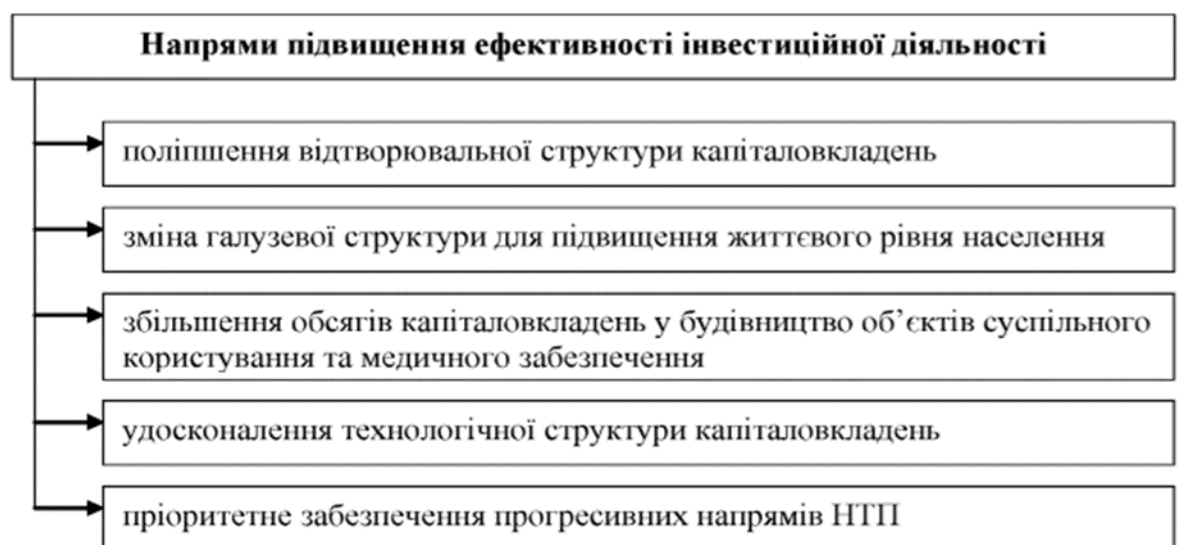 Напрями підвищення ефективності інвестиційної діяльності
поліпшення відтворювальної структури капіталовкладень
зміна галузевої структури для підвищення життєвого рівня населення
збільшення обсягів капіталовкладень у будівництво об’єктів суспільного
користування та медичного забезпечення
удосконалення технологічної структури капіталовкладень
пріоритетне забезпечення прогресивних напрямів НТП